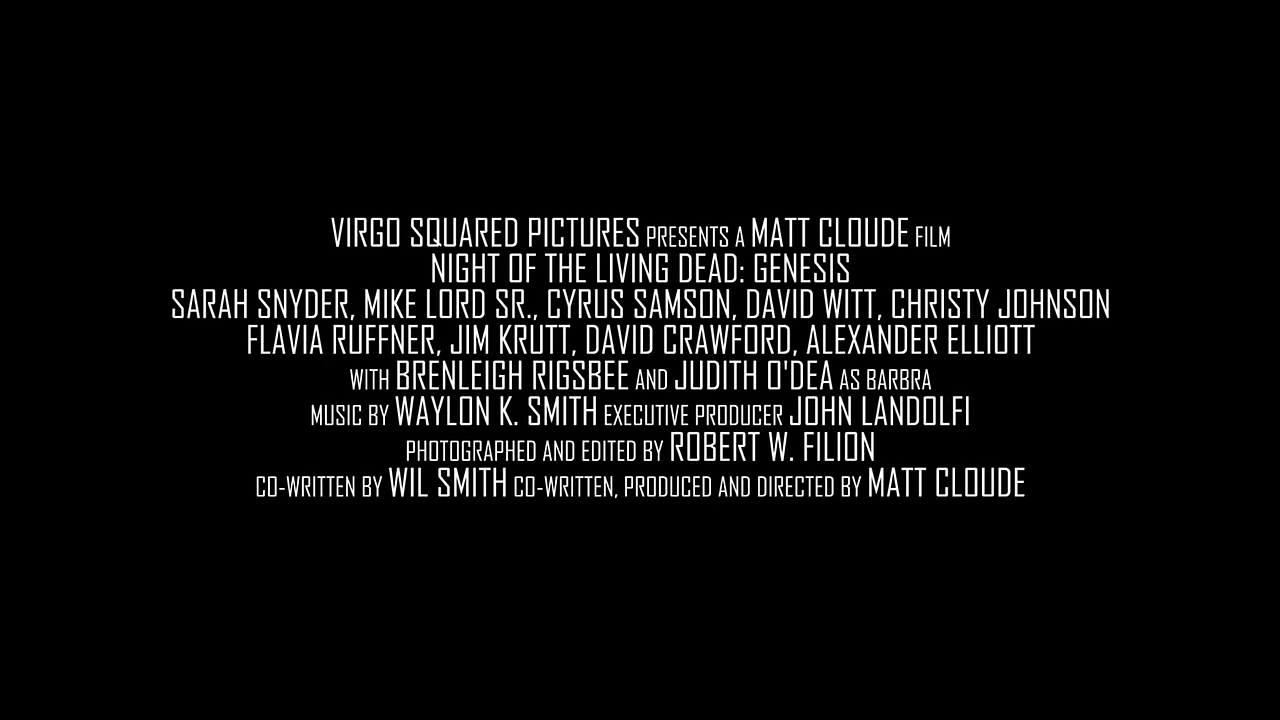 VIRGO SQUARED PICTURES PRESENTS A MATT CLOUDE FILM
NIGHT OF THE LIVING DEAD: GENESIS
SARAH SNYDER, MIKE LORD SR., CYRUS SAMSON, DAVID WITT, CHRISTY JOHNSON
FLAVIA RUFFNER, JIM KRUTT, DAVID CRAWFORD, ALEXANDER ELLIOTT
WITH BRENLEIGH RIGSBEE AND JUDITH O'DEA AS BARBRA
MUSIC BY WAYLON K. SMITH EXECUTIVE PRODUCER JOHN LANDOLFI
PHOTOGRAPHED AND EDITED BY ROBERT W. FILION
CO-WRITTEN BY WIL SMITH CO-WRITTEN, PRODUCED AND DIRECTED BY MATT CLOUDE